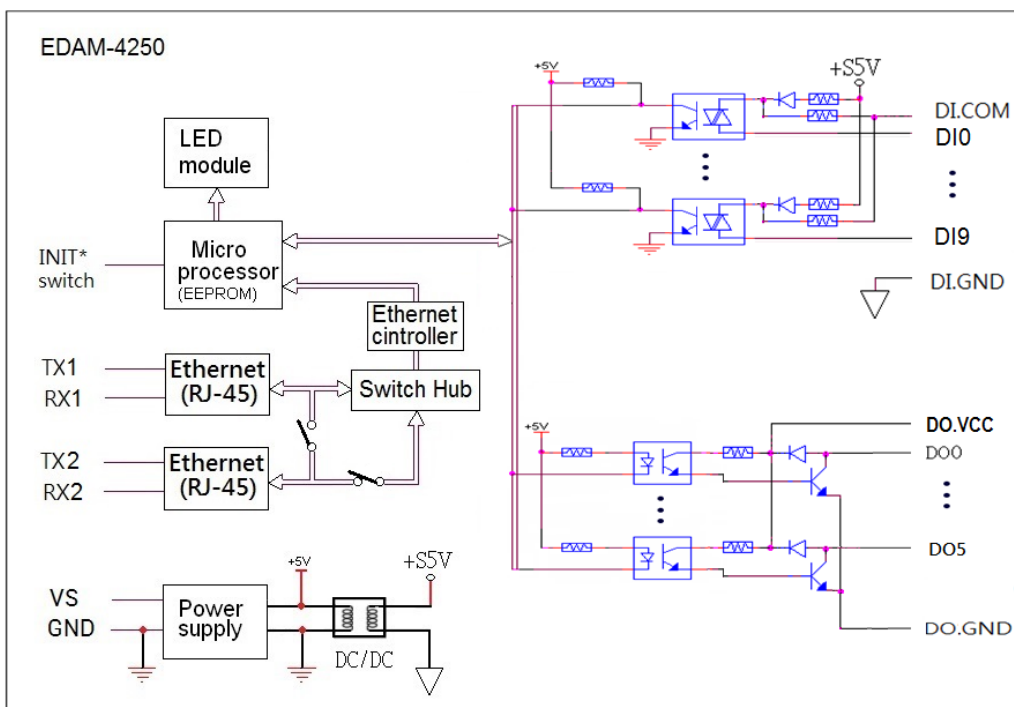 EDAM-4250
LED
module
INIT*
switch
Micro
processor
(EEPROM)
Ethernet
cintroller
TX1
RX1
Ethernet
(RJ-45)
Switch Hub
TX2
RX2
Ethernet
(RJ-45)
VS
GND
Power
supply
+5V
DC/DC
+S5V
+5V
+S5V
DI.COM
DI0
DI9
DI.GND
+5V
DO.VCC
DO0
DO5
DO.GND